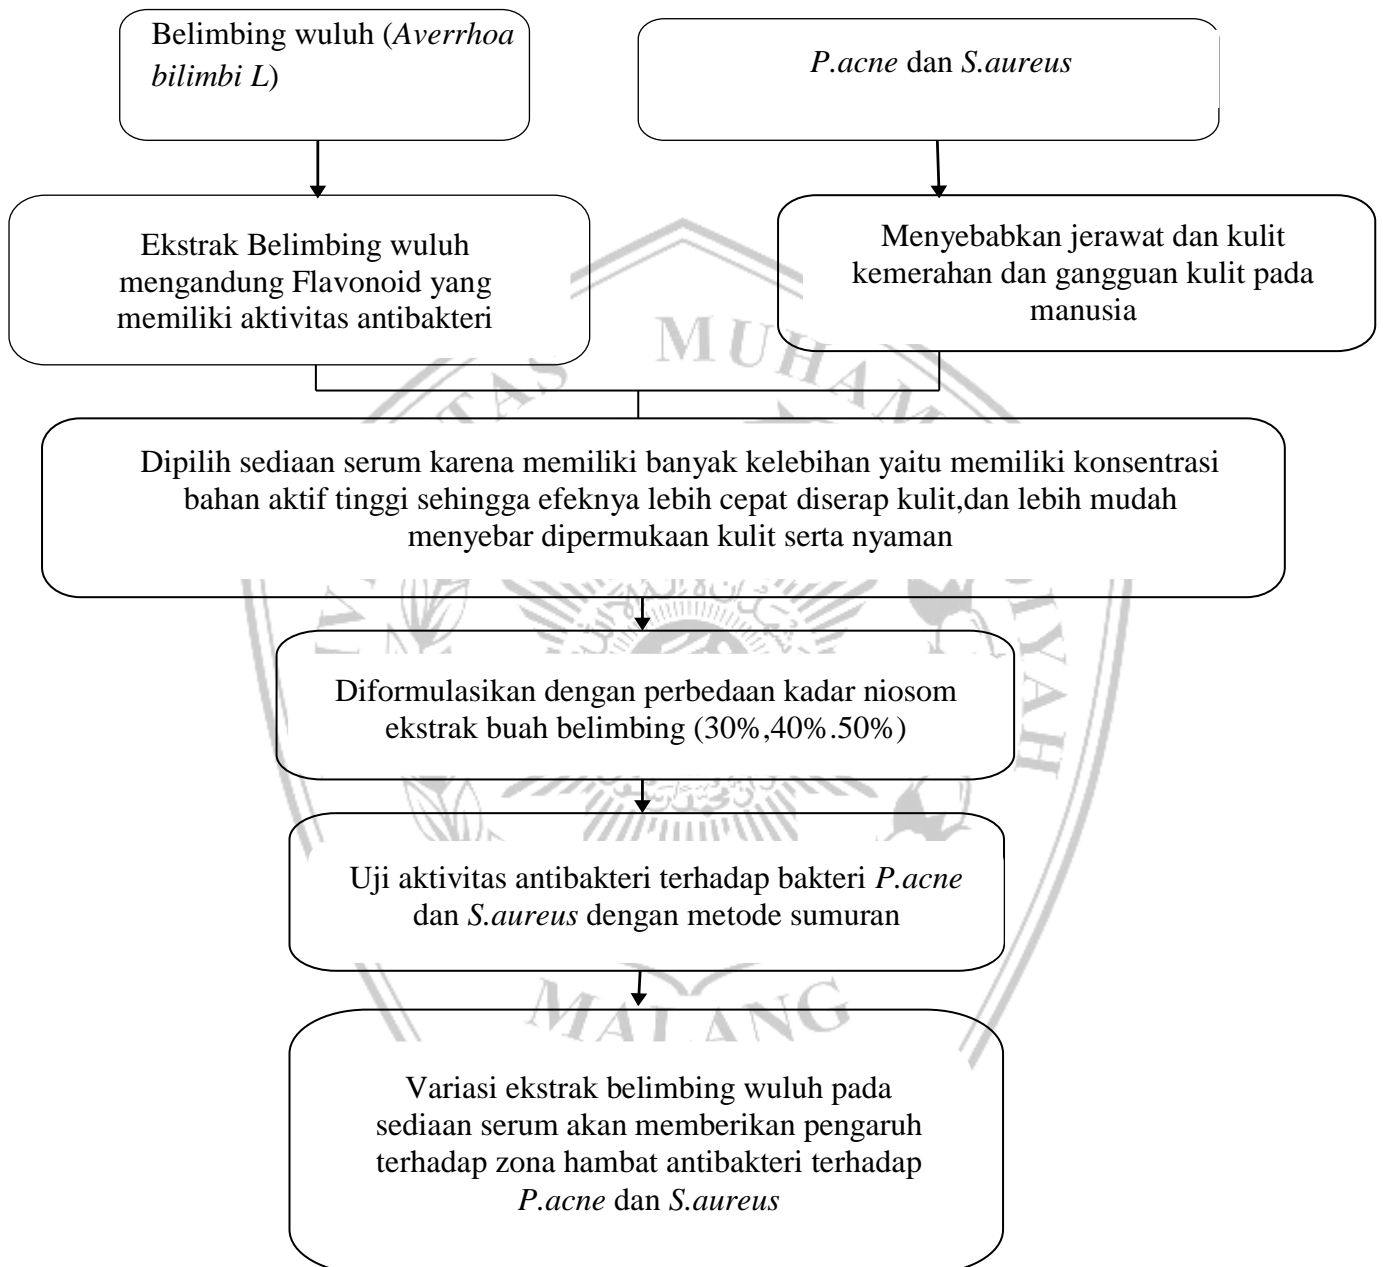 Belimbing wuluh (Averrhoa
bilimbi L)
P.acne dan S.aureus
Ekstrak Belimbing wuluh
mengandung Flavonoid yang
memiliki aktivitas antibakteri
Menyebabkan jerawat dan kulit
kemerahan dan gangguan kulit pada
manusia
Dipilih sediaan serum karena memiliki banyak kelebihan yaitu memiliki konsentrasi
bahan aktif tinggi sehingga efeknya lebih cepat diserap kulit,dan lebih mudah
menyebar dipermukaan kulit serta nyaman
Diformulasikan dengan perbedaan kadar niosom
ekstrak buah belimbing (30%,40%.50%)
Uji aktivitas antibakteri terhadap bakteri P.acne
dan S.aureus dengan metode sumuran
Variasi ekstrak belimbing wuluh pada
sediaan serum akan memberikan pengaruh
terhadap zona hambat antibakteri terhadap
P.acne dan S.aureus
MALANG